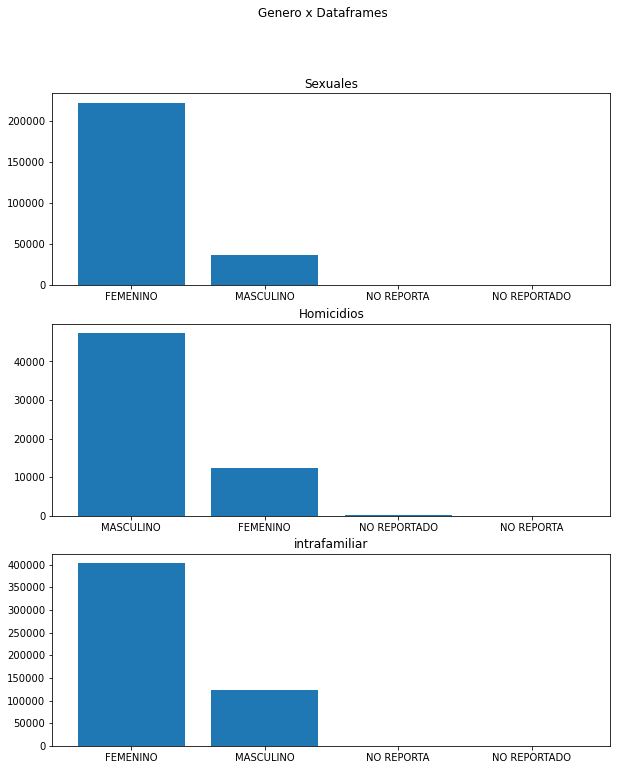 Genero x Dataframes
Sexuales
200000
150000
100000
50000
0
FEMENINO MASCULINO NO REPORTA NO REPORTADO
Homicidios
40000
30000
20000
10000
0
MASCULINO FEMENINO NO REPORTADO NO REPORTA
intrafamiliar
400000
350000
300000
250000
200000
150000
100000
50000
0
FEMENINO MASCULINO NO REPORTA NO REPORTADO